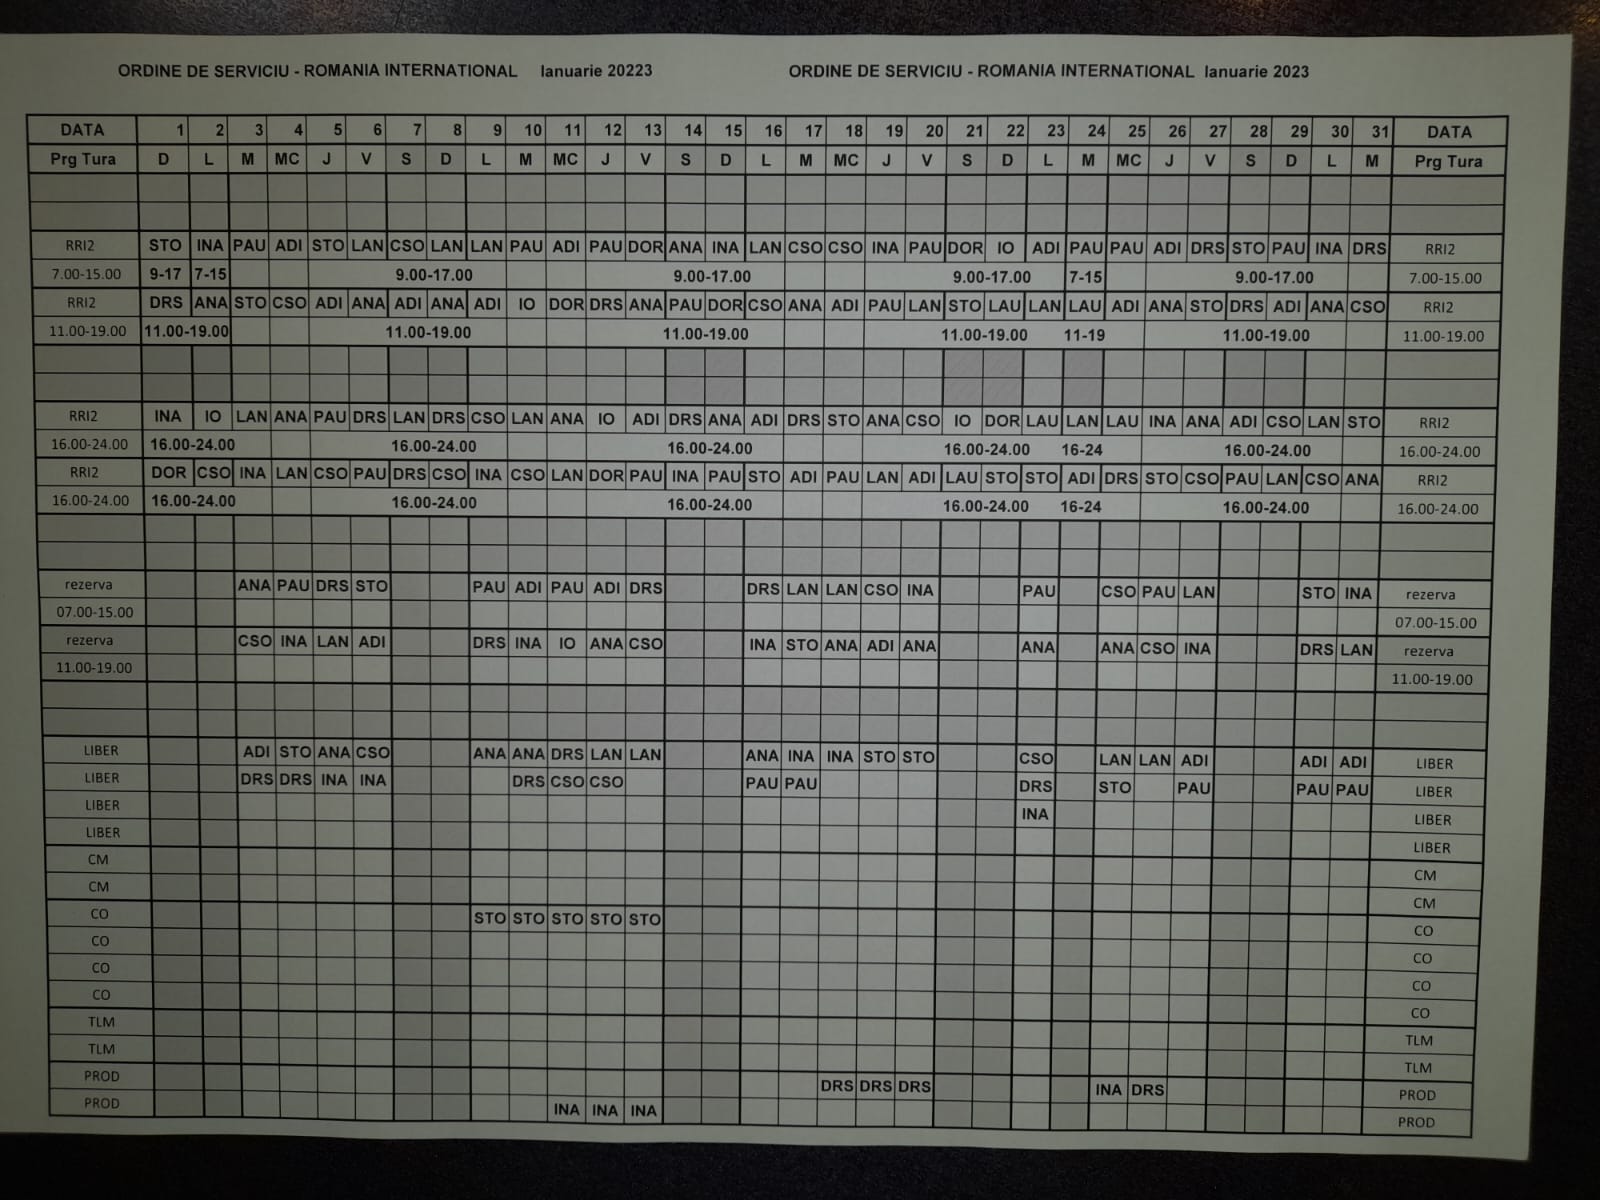 ORDINE DE SERVICIU - ROMANIA INTERNATIONAL Ianuarie 20223 ORDINE DE SERVICIU - ROMANIA INTERNATIONAL Ianuarie 2023
DATA 1 2 3 4 5 6 7 8 9 10 11 12 13 14 15 16 17 18 19 20 21 22 23 24 25 26 27 28 29 30 31 DATA
Prg Tura D L M MC J V S D L M MC J V S D L M MC J V S D L M MC J V S D L M Prg Tura
RRI2 STO INA PAU ADI STO LAN CSO LAN LAN PAU ADI PAU DOR ANA INA LAN CSO CSO INA PAU DOR IO ADI PAU PAU ADI DRS STO PAU INA DRS RRI2
7.00-15.00 9-17 7-15 9.00-17.00 9.00-17.00 9.00-17.00 7-15 9.00-17.00 7.00-15.00
RRI2 DRS ANA STO CSO ADI ANA ADI ANA ADI IO DOR DRS ANA PAU DOR CSO ANA ADI PAU LAN STO LAU LAN LAU ADI ANA STO DRS ADI ANA CSO RRI2
11.00-19.00 11.00-19.00 11.00-19.00 11.00-19.00 11.00-19.00 11-19 11.00-19.00 11.00-19.00
RRI2 INA IO LAN ANA PAU DRS LAN DRS CSO LAN ANA IO ADI DRS ANA ADI DRS STO ANA CSO IO DOR LAU LAN LAU INA ANA ADI CSO LAN STO RRI2
16.00-24.00 16.00-24.00 16.00-24.00 16.00-24.00 16.00-24.00 16-24 16.00-24.00 16.00-24.00
RRI2 DOR CSO INA LAN CSO PAU DRS CSO INA CSO LAN DOR PAU INA PAU STO ADI PAU LAN ADI LAU STO STO ADI DRS STO CSO PAU LAN CSO ANA RRI2
16.00-24.00 16.00-24.00 16.00-24.00 16.00-24.00 16.00-24.00 16-24 16.00-24.00 16.00-24.00
rezerva ANA PAU DRS STO PAU ADI PAU ADI DRS DRS LAN LAN CSO INA PAU CSO PAU LAN STO INA rezerva
07.00-15.00 07.00-15.00
rezerva CSO INA LAN ADI DRS INA IO ANA CSO INA STO ANA ADI ANA ANA ANA CSO INA DRS LAN rezerva
11.00-19.00 11.00-19.00
LIBER ADI STO ANA CSO ANA ANA DRS LAN LAN ANA INA INA STO STO CSO LAN LAN ADI ADI ADI LIBER
LIBER DRS DRS INA INA DRS CSO CSO PAU PAU DRS STO PAU PAU PAU LIBER
LIBER INA LIBER
LIBER LIBER
CM CM
CM CM
CO STO STO STO STO STO CO
CO CO
CO CO
CO CO
TLM TLM
TLM TLM
PROD DRS DRS DRS INA DRS PROD
PROD INA INA INA PROD